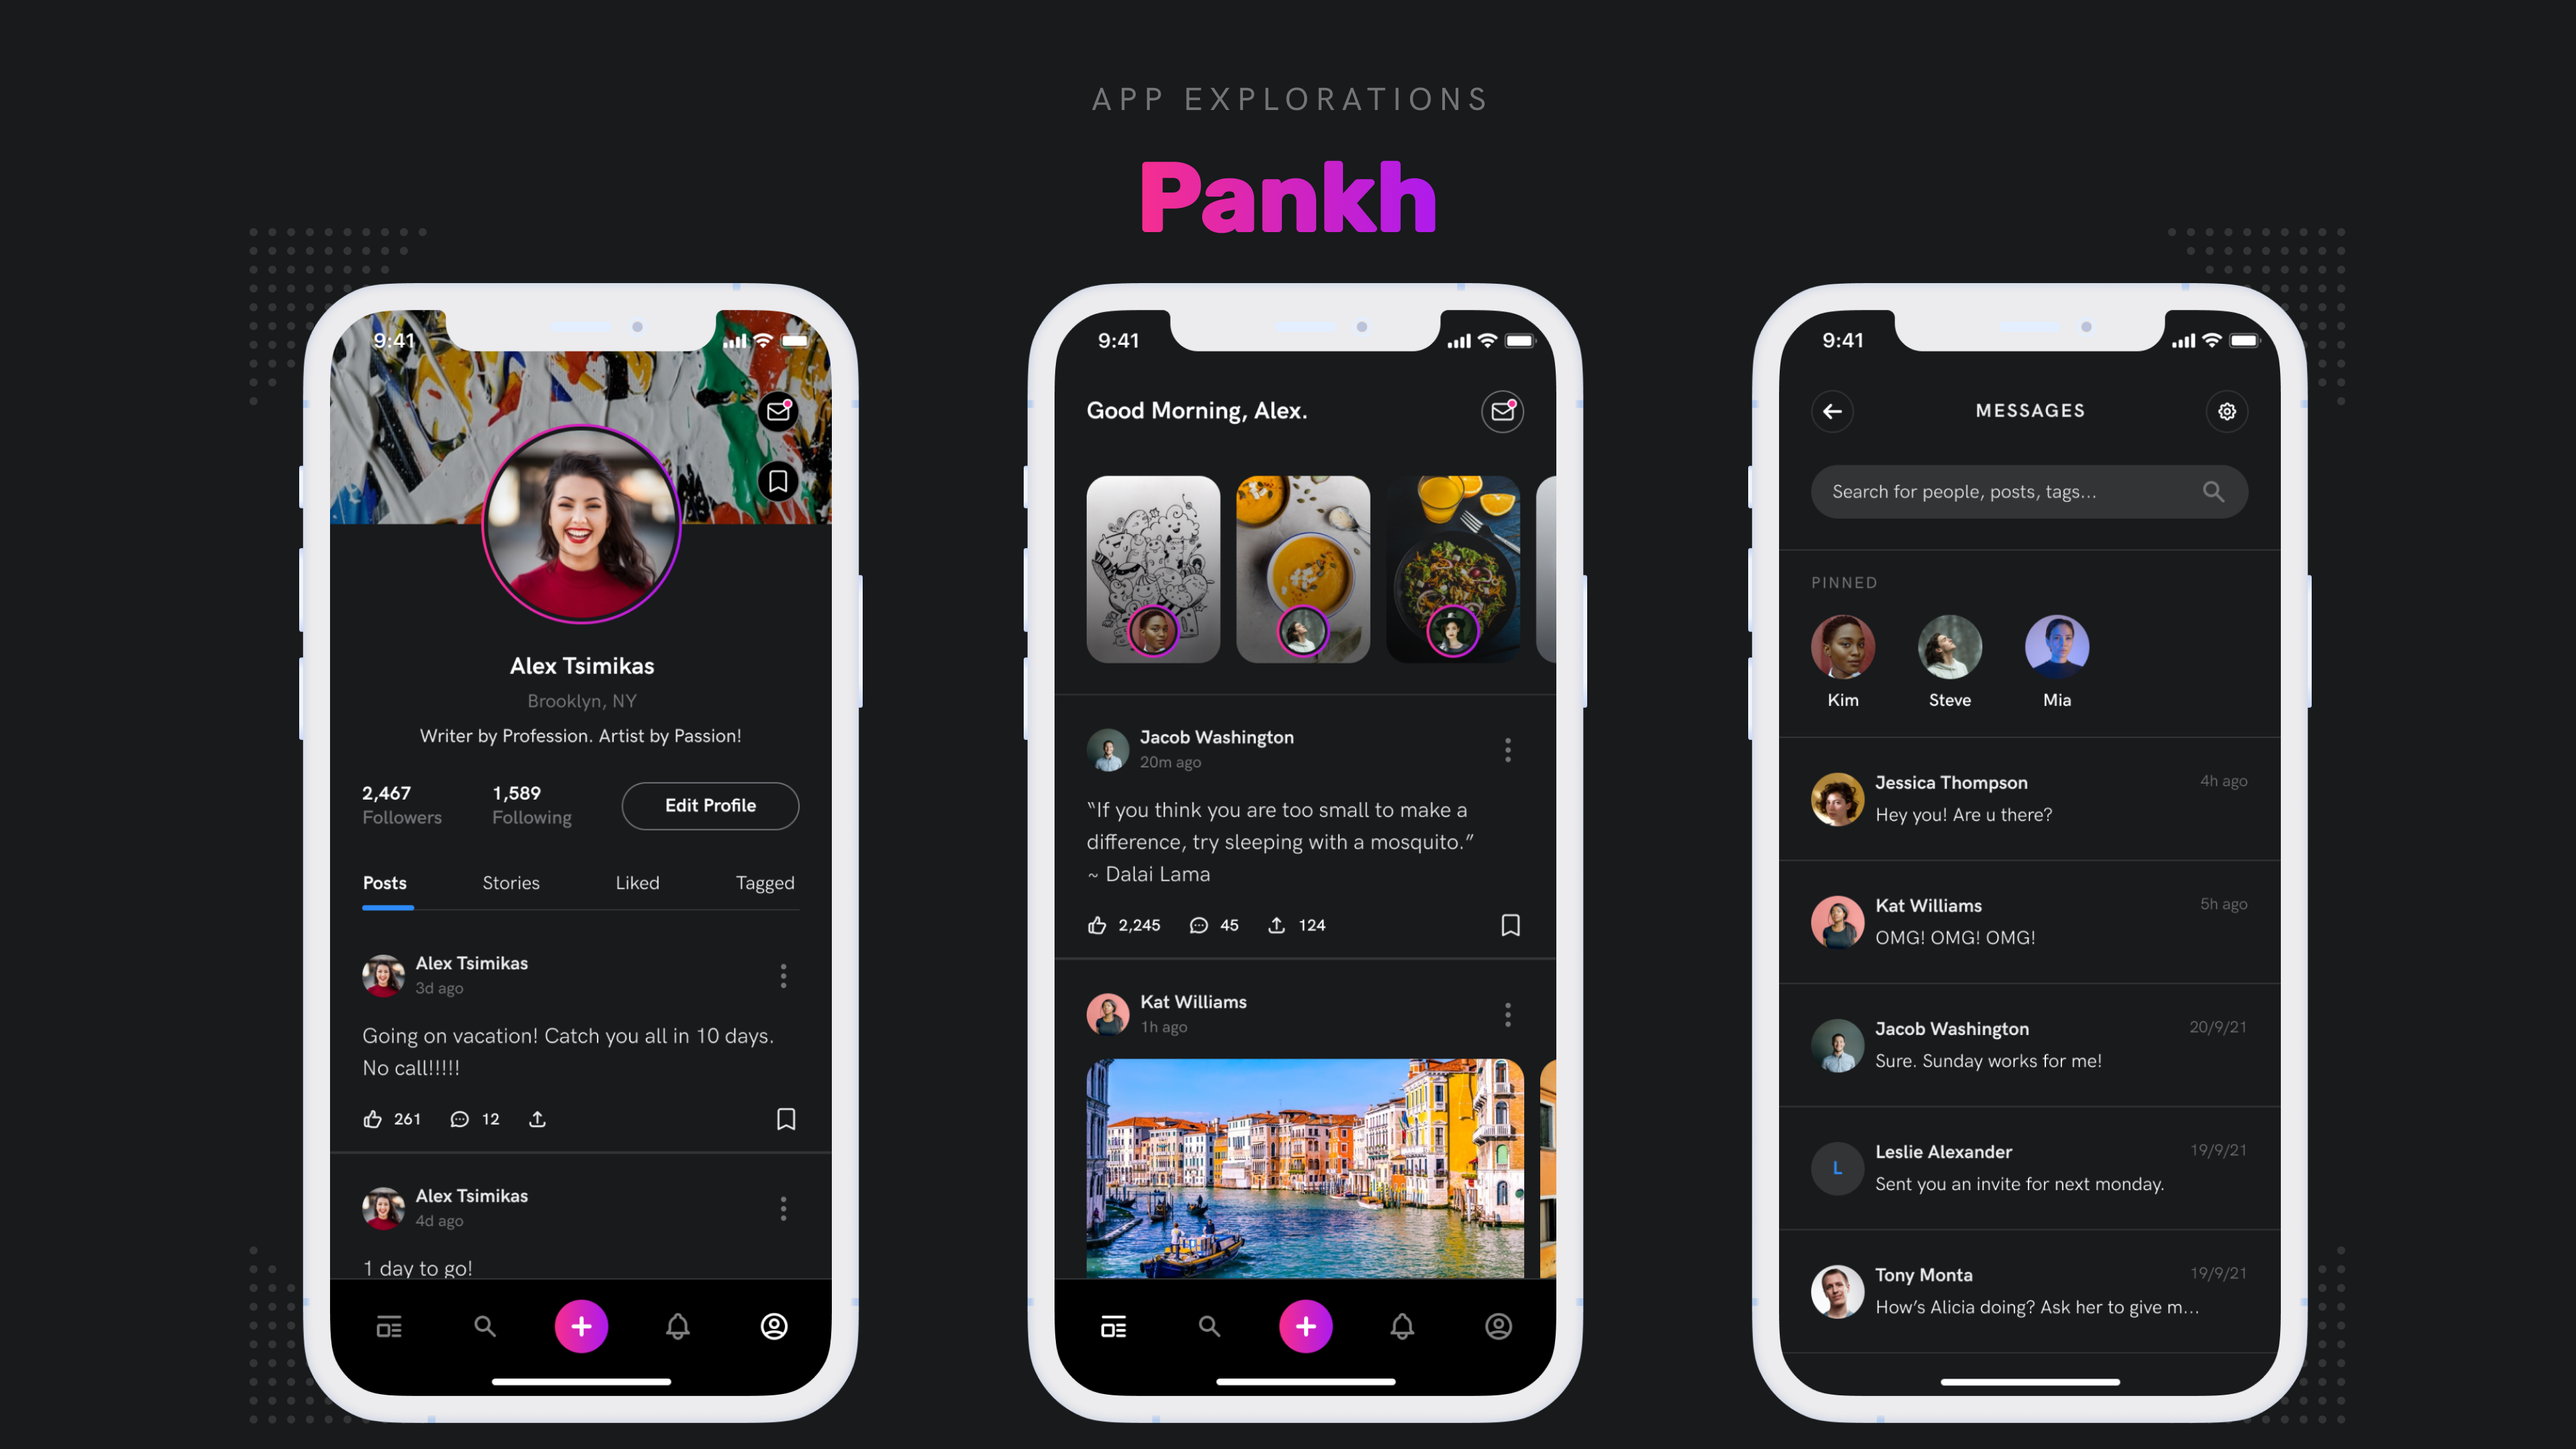 APP EXPLORATIONS
Pankh
9:41
Alex Tsimikas
Brooklyn, NY
Writer by Profession. Artist by Passion!
2,467
Followers
1,589
Following
Edit Profile
Posts Stories Liked Tagged
Alex Tsimikas
3d ago
Going on vacation! Catch you all in 10 days.
No call!!!!!
261 12
Alex Tsimikas
4d ago
1 day to go!
9:41
Good Morning, Alex.
Jacob Washington
20m ago
“If you think you are too small to make a
difference, try sleeping with a mosquito.”
~ Dalai Lama
2,245 45 124
Kat Williams
1h ago
9:41
MESSAGES
Search for people, posts, tags...
PINNED
Kim Steve Mia
Jessica Thompson 4h ago
Hey you! Are u there?
Kat Williams 5h ago
OMG! OMG! OMG!
Jacob Washington 20/9/21
Sure. Sunday works for me!
L
Leslie Alexander 19/9/21
Sent you an invite for next monday.
Tony Monta 19/9/21
How’s Alicia doing? Ask her to give m...